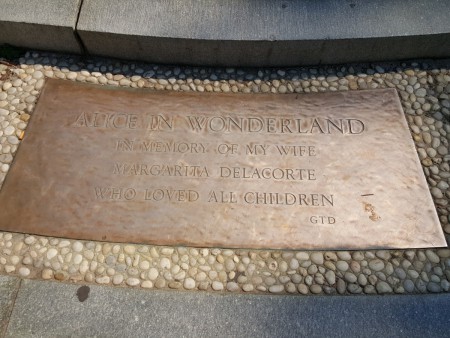 ALICE IN WONDERLAND
IN MEMORY OF MY WIFE
MARGARITA DELACORTE
WHO LOVED ALL CHILDREN
GTD